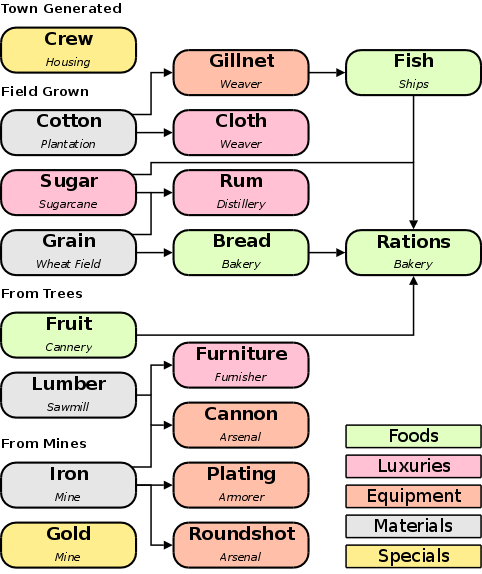 Town Generated
Crew
Housing
Gillnet
Weaver
Fish
Ships
Field Grown
Cotton
Plantation
Cloth
Weaver
Sugar
Sugarcane
Rum
Distillery
Grain
Wheat Field
Bread
Bakery
Rations
Bakery
From Trees
Fruit
Cannery
Furniture
Furnisher
Lumber
Sawmill
Cannon
Arsenal
From Mines
Iron
Mine
Plating
Armorer
Gold
Mine
Roundshot
Arsenal
Foods
Luxuries
Equipment
Materials
Specials